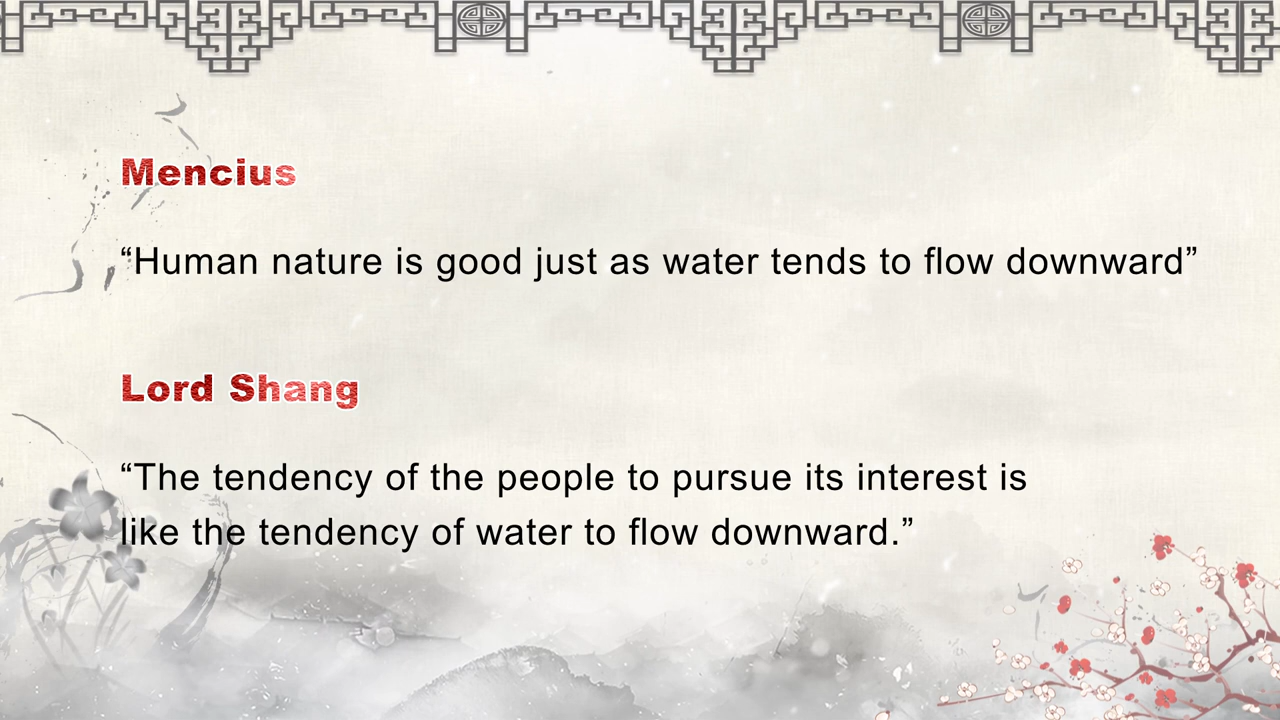 Mencius
“Human nature is good just as water tends to flow downward”
Lord Shang
“The tendency of the people to pursue its interest is
like the tendency of water to flow downward.”